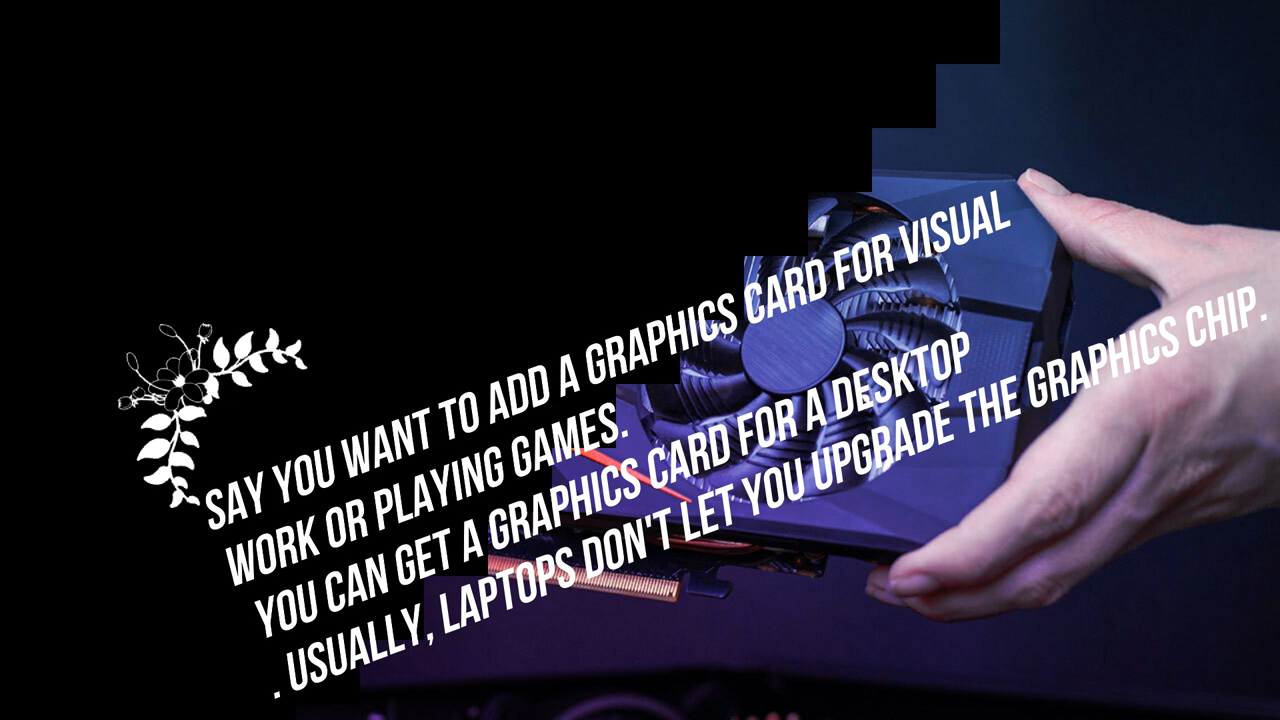 SAY YOU WANT TO ADD A GRAPHICS CARD FOR VISUAL
WORK OR PLAYING GAMES.
YOU CAN GET A GRAPHICS CARD FOR A DESKTOP
. USUALLY, LAPTOPS DON'T LET YOU UPGRADE THE GRAPHICS CHIP.